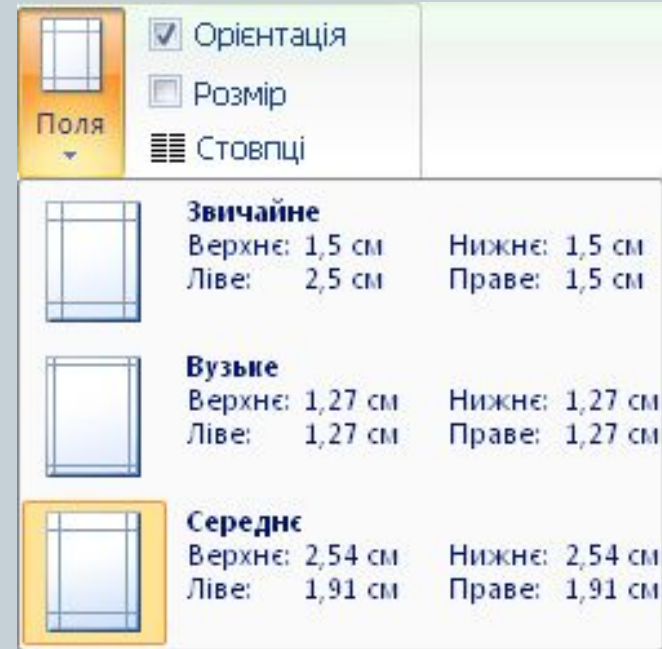 Поля
Орієнтація
Розмір
Стовпці
Звичайне
Верхнє: 1,5 см Нижнє: 1,5 см
Ліве: 2,5 см Праве: 1,5 см
Вузьке
Верхнє: 1,27 см Нижнє: 1,27 см
Ліве: 1,27 см Праве: 1,27 см
Середнє
Верхнє: 2,54 см Нижнє: 2,54 см
Ліве: 1,91 см Праве: 1,91 см